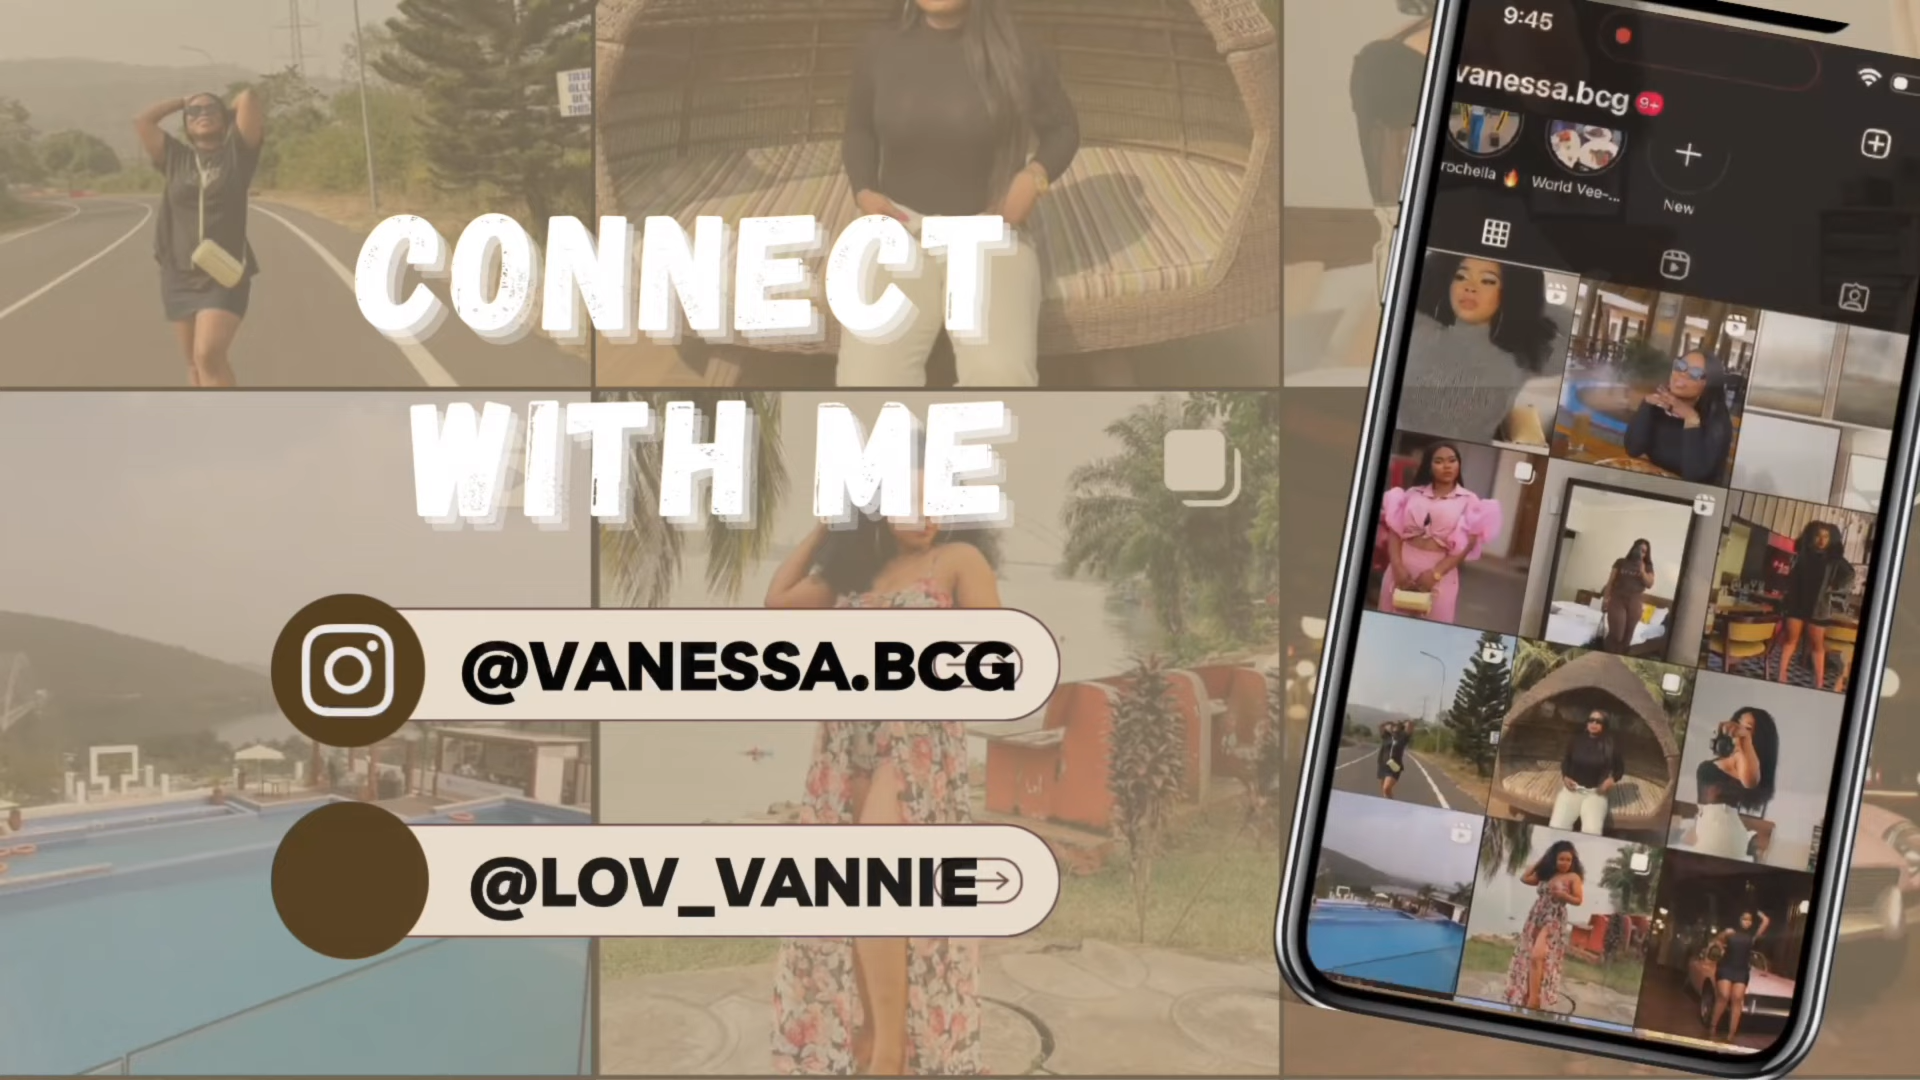 CONNECT
WITH ME
@VANESSA.BCG
@LOV_VANNIE
9:45
vanessa.bcg 9+
rochella 🔥 World Vee-...
New